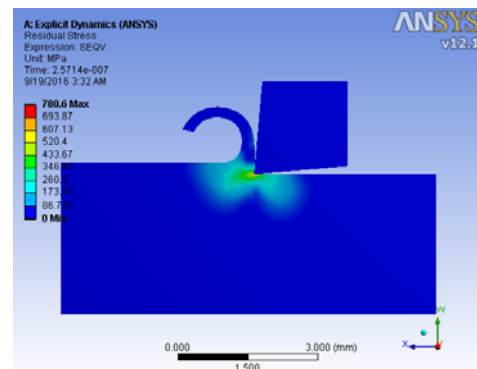 A: Explicit Dynamics (ANSYS)
Residual Stress
Expression: SEQV
Unit: MPa
Time: 2.5714e-007
9/19/2016 3:32 AM
ANSYS
v12.1
780.6 Max
693.87
607.13
520.4
433.67
0.000
3.000 (mm)
1.500
X